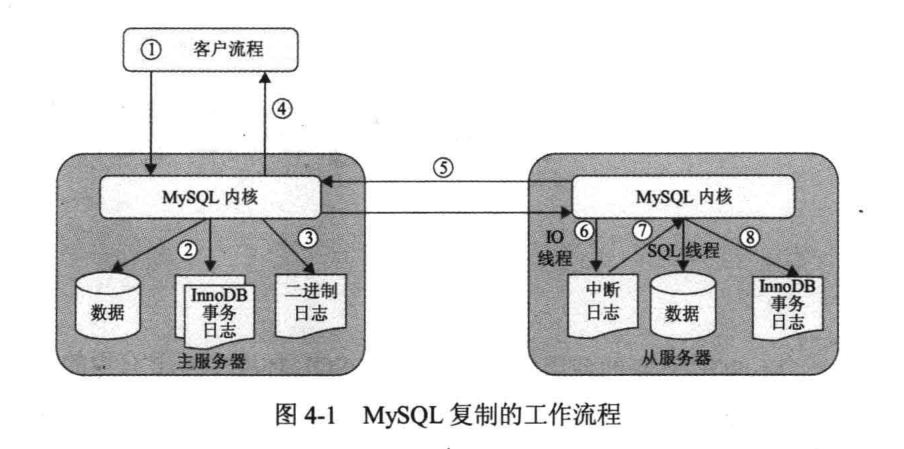 ① 客户流程
④
⑤
MySQL 内核
MySQL 内核
②
③
IO
线程
⑥
⑦
SQL 线程
⑧
数据
InnoDB
事务
日志
二进制
日志
中断
日志
数据
InnoDB
事务
日志
主服务器
从服务器
图 4-1 MySQL 复制的工作流程